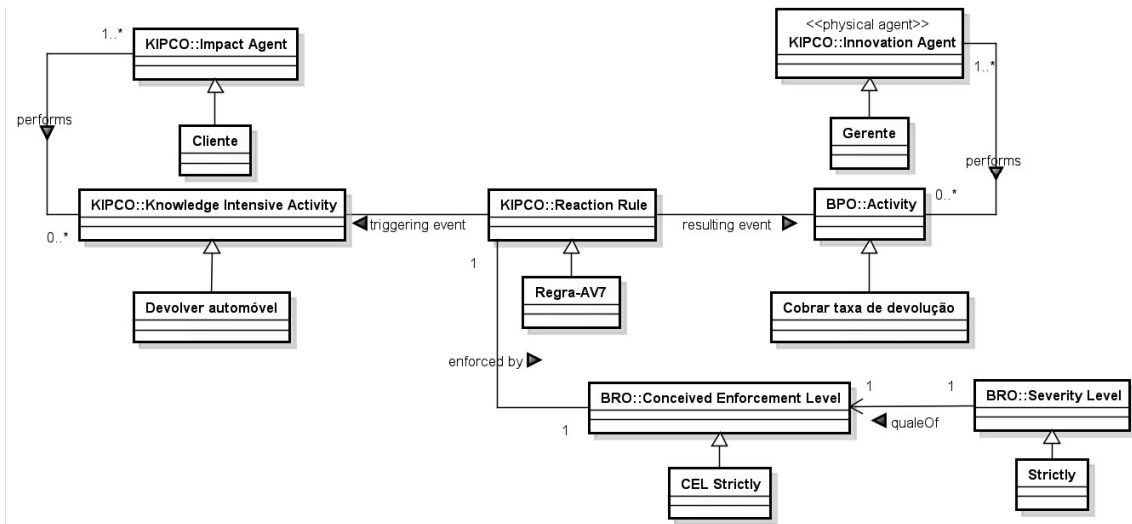 <<physical agent>>
1..*
KIPCO::Impact Agent
KIPCO::Innovation Agent
1..*
performs
Cliente
Gerente
performs
KIPCO::Knowledge Intensive Activity
KIPCO::Reaction Rule
BPO::Activity
0..*
triggering event
resulting event
0..*
1
Devolver automóvel
Regra-AV7
Cobrar taxa de devolução
enforced by
BRO::Conceived Enforcement Level
1
1
BRO::Severity Level
1
qualeOf
CEL Strictly
Strictly